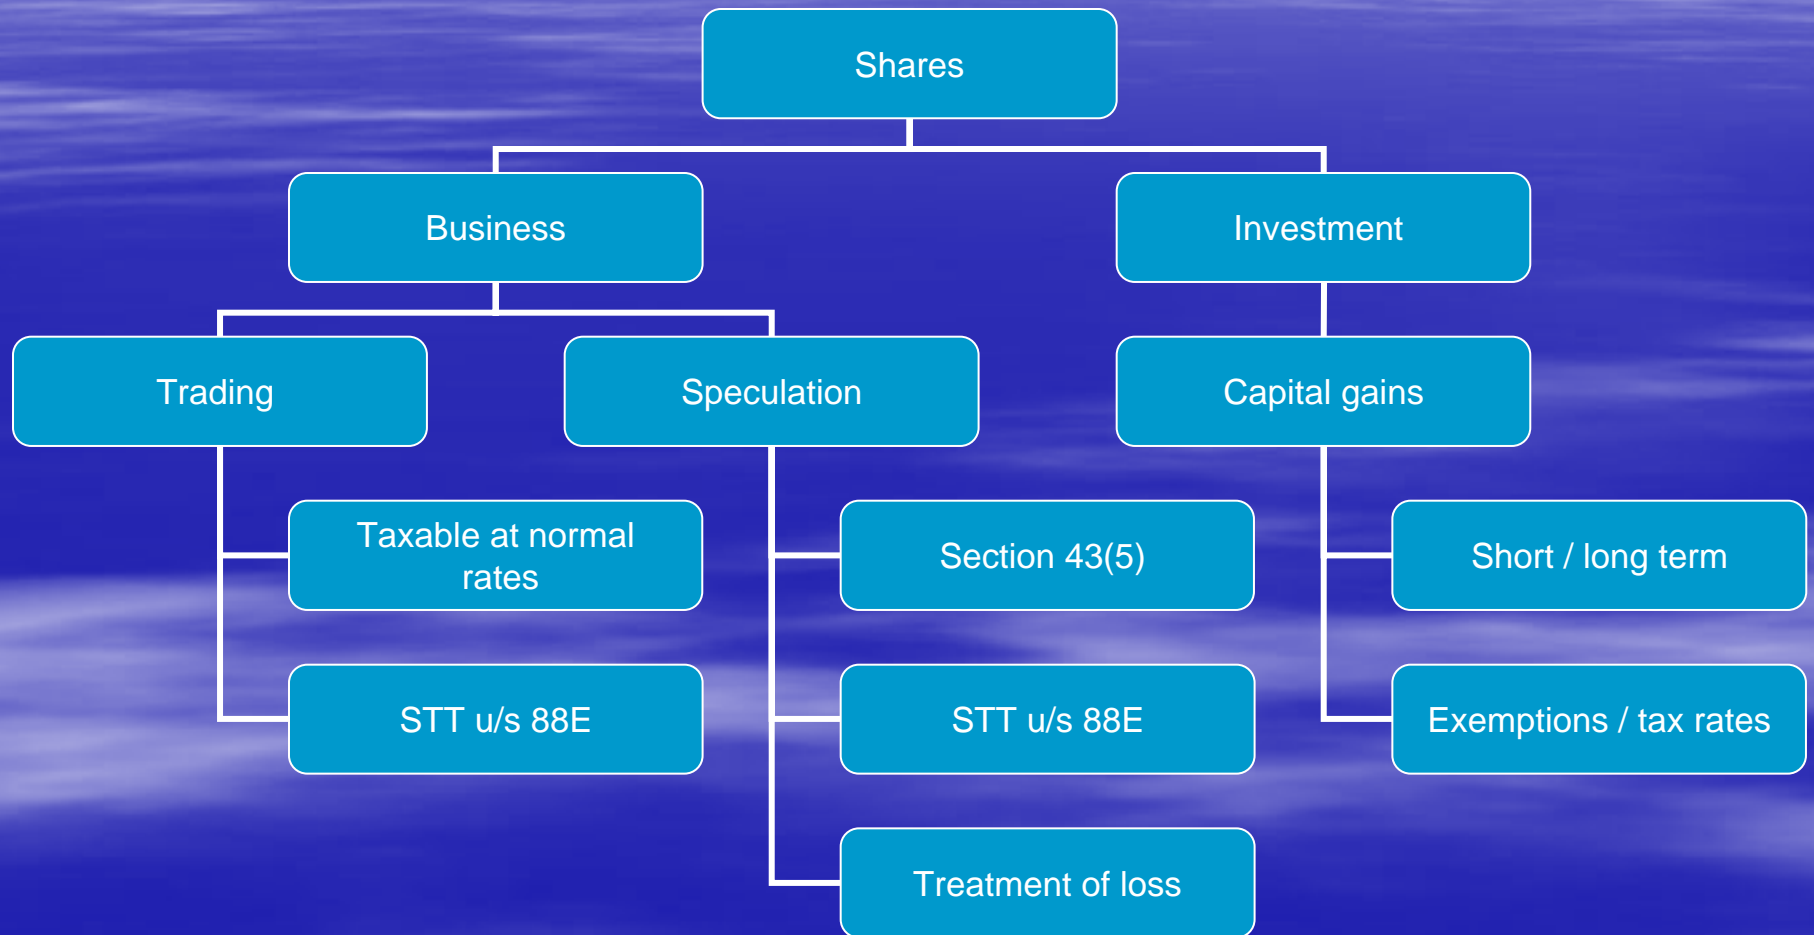 Shares
Business
Investment
Trading
Speculation
Capital gains
Taxable at normal
rates
Section 43(5)
Short / long term
STT u/s 88E
STT u/s 88E
Exemptions / tax rates
Treatment of loss